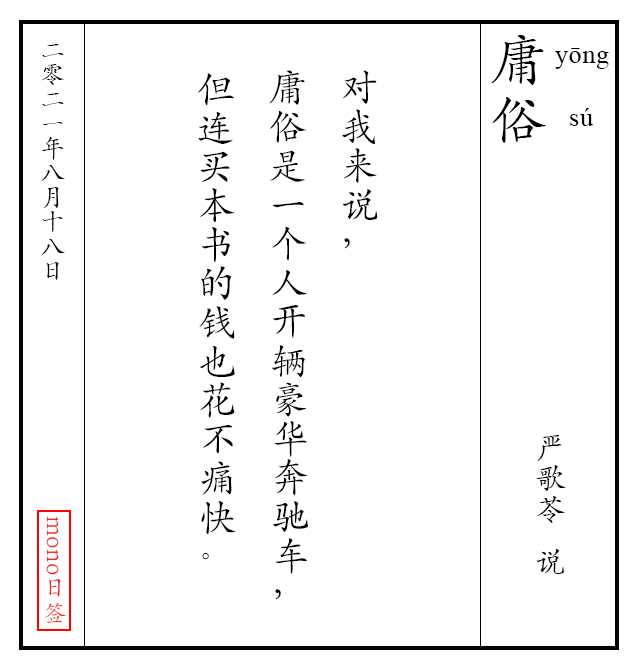 庸俗
yōng sú
严歌苓 说
对我来说，
庸俗是一个人开辆豪华奔驰车，
但连买本书的钱也花不痛快。
二零二一年八月十八日
mono日签